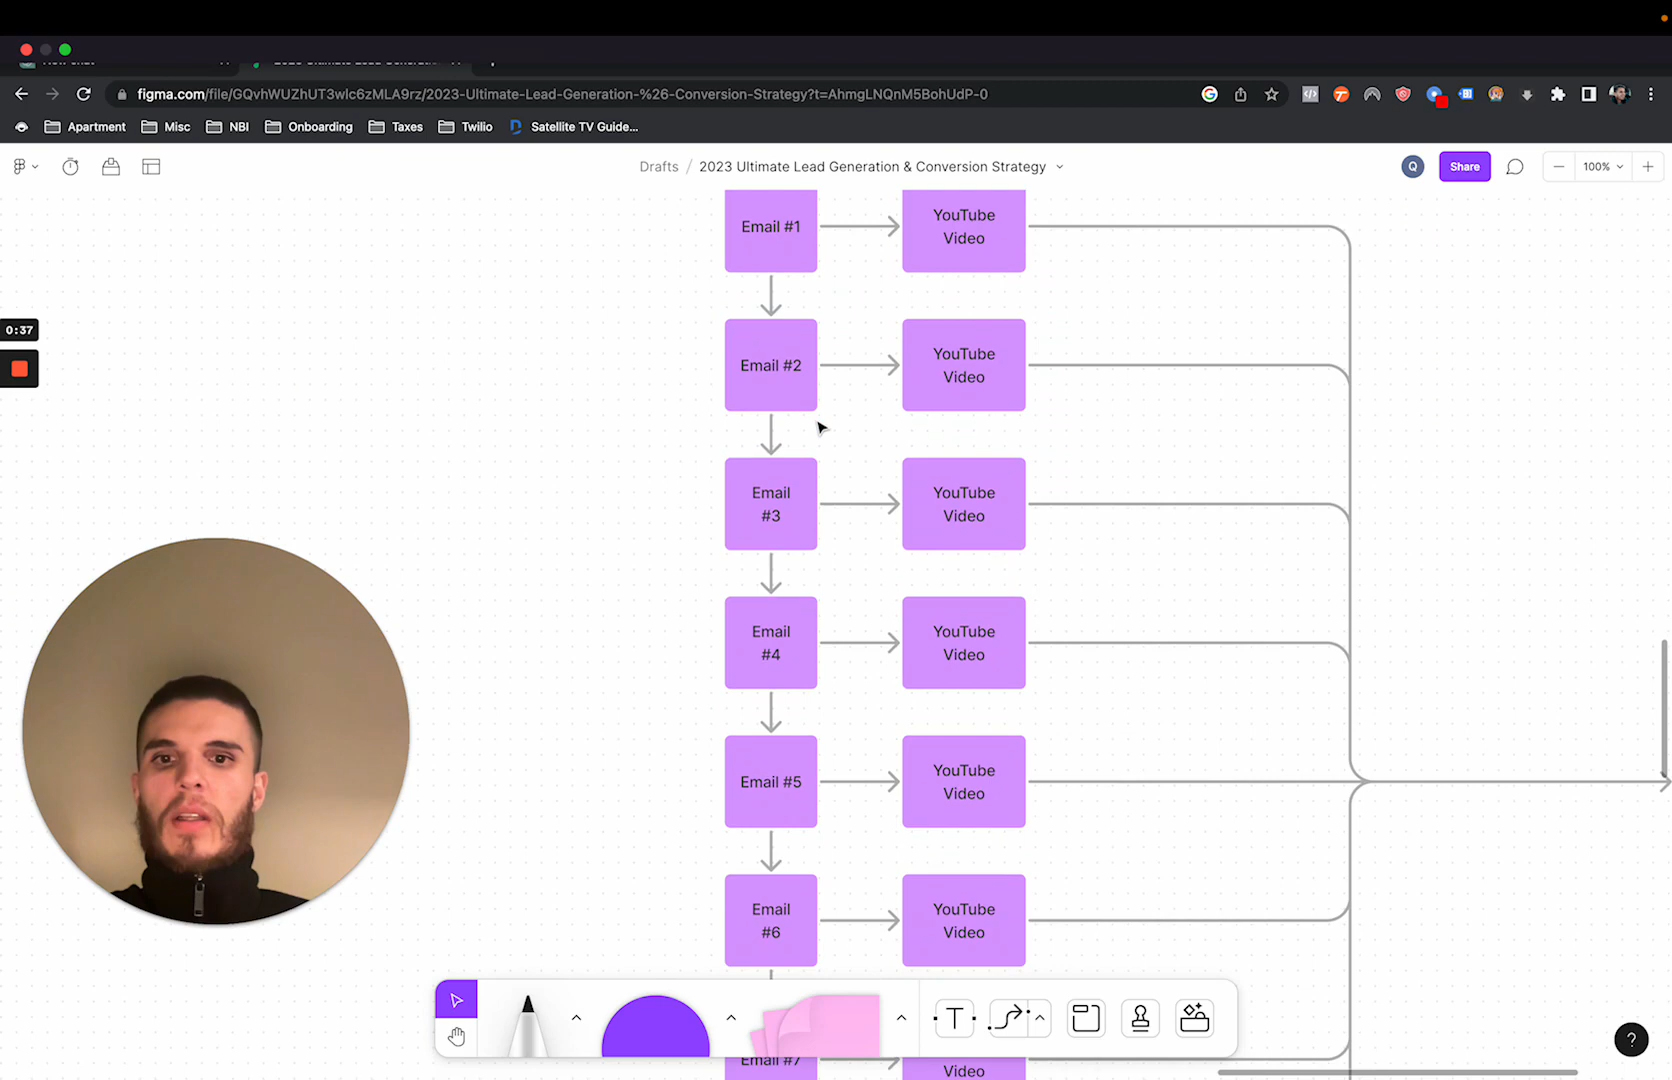 figma.com/file/GQvhWUZhUT3wlc6zMLA9rz/2023-Ultimate-Lead-Generation-%26-Conversion-Strategy?t=AhmgLNQnM5BohUdP-0
Apartment
Misc
NBI
Onboarding
Taxes
Twilio
Satellite TV Guide...
Drafts / 2023 Ultimate Lead Generation & Conversion Strategy
Q
Share
100%
0:37
Email #1
YouTube
Video
Email #2
YouTube
Video
Email
#3
YouTube
Video
Email
#4
YouTube
Video
Email #5
YouTube
Video
Email
#6
YouTube
Video
Email #7
Video
T
?